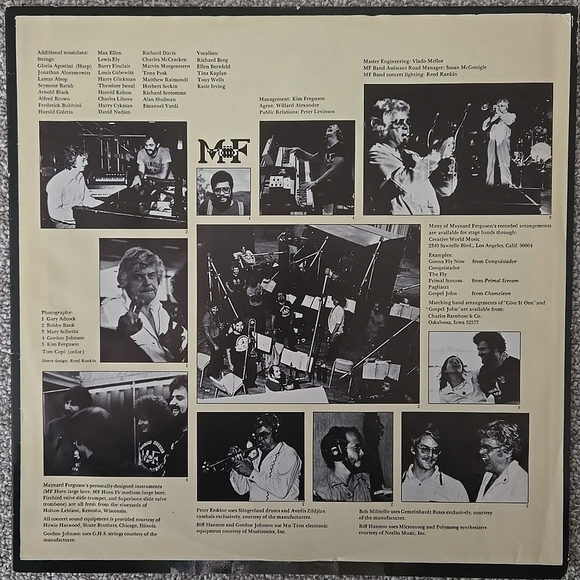 Additional musicians:
Strings:
Gloria Agostini (Harp)
Jonathan Abramowitz
Lamar Alsop
Seymour Barab
Arnold Black
Alfred Brown
Frederick Buldrini
Harold Coletta
Max Ellen
Lewis Ely
Barry Finclair
Louis Gabowitz
Harry Glickman
Theodore Israel
Harold Kohon
Charles Libove
Harry Cykman
David Nadien
Richard Davis
Charles McCracken
Marvin Morgenstern
Tony Posk
Matthew Raimondi
Herbert Sorkin
Richard Sortomme
Alan Shulman
Emanuel Vardi
Vocalists:
Richard Berg
Ellen Bernfeld
Tina Kaplan
Tony Wells
Katie Irving
Management: Kim Ferguson
Agent: Willard Alexander
Public Relations: Peter Levinson
Master Engineering: Vlado Meller
MF Band Assistant Road Manager: Susan McGonigle
MF Band concert lighting: Reed Rankin
MF
Many of Maynard Ferguson's recorded arrangements
are available for stage bands through:
Creative World Music
2340 Sawtelle Blvd., Los Angeles, Calif. 90064
Examples:
Gonna Fly Now from Conquistador
Conquistador
The Fly
Primal Scream from Primal Scream
Pagliacci
Gospel John from Chameleon
Marching band arrangements of "Give It One" and
"Gospel John" are available from:
Charles Barnhose & Co.
Oskaloosa, Iowa 52577
Photography:
1 Gary Adcock
2 Bobby Bank
3 Mary Scibetta
4 Gordon Johnson
5 Kim Ferguson
Tom Copi (color)
Sleeve design: Reed Rankin
Maynard Ferguson's personally-designed instruments
(MF Horn large bore, MF Horn IV medium large bore,
Firebird valve slide trumpet, and Superbone slide valve
trombone) are all fresh from the vineyards of
Holton-Leblanc, Kenosha, Wisconsin.
All concert sound equipment is provided courtesy of
Howie Harwood, Shure Brothers, Chicago, Illinois.
Gordon Johnson uses G.H.S. strings courtesy of the
manufacturer.
Peter Erskine uses Slingerland drums and Avedis Zildjian
cymbals exclusively, courtesy of the manufacturers.
Biff Hannon and Gordon Johnson use Mu-Tron electronic
equipment courtesy of Musitronics, Inc.
Bob Militello uses Gemeinhardt flutes exclusively, courtesy
of the manufacturer.
Biff Hannon uses Micromoog and Polymoog synthesizers
courtesy of Norlin Music, Inc.